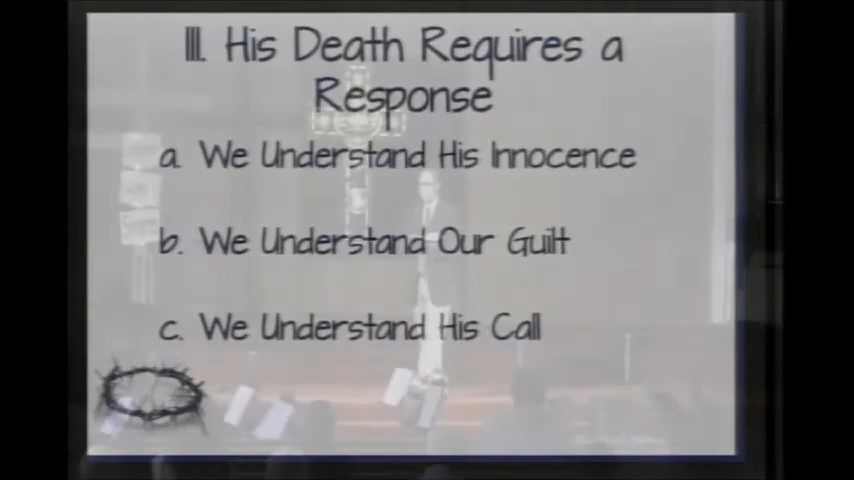 III. His Death Requires a
Response
a. We Understand His Innocence
b. We Understand Our Guilt
c. We Understand His Call